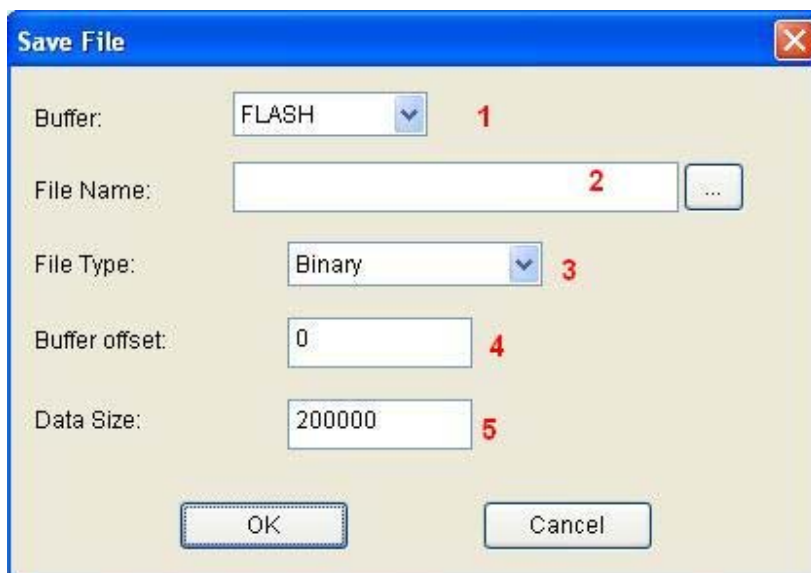 Save File
Buffer: FLASH 1
File Name: 2 ...
File Type: Binary 3
Buffer offset: 0 4
Data Size: 200000 5
OK Cancel